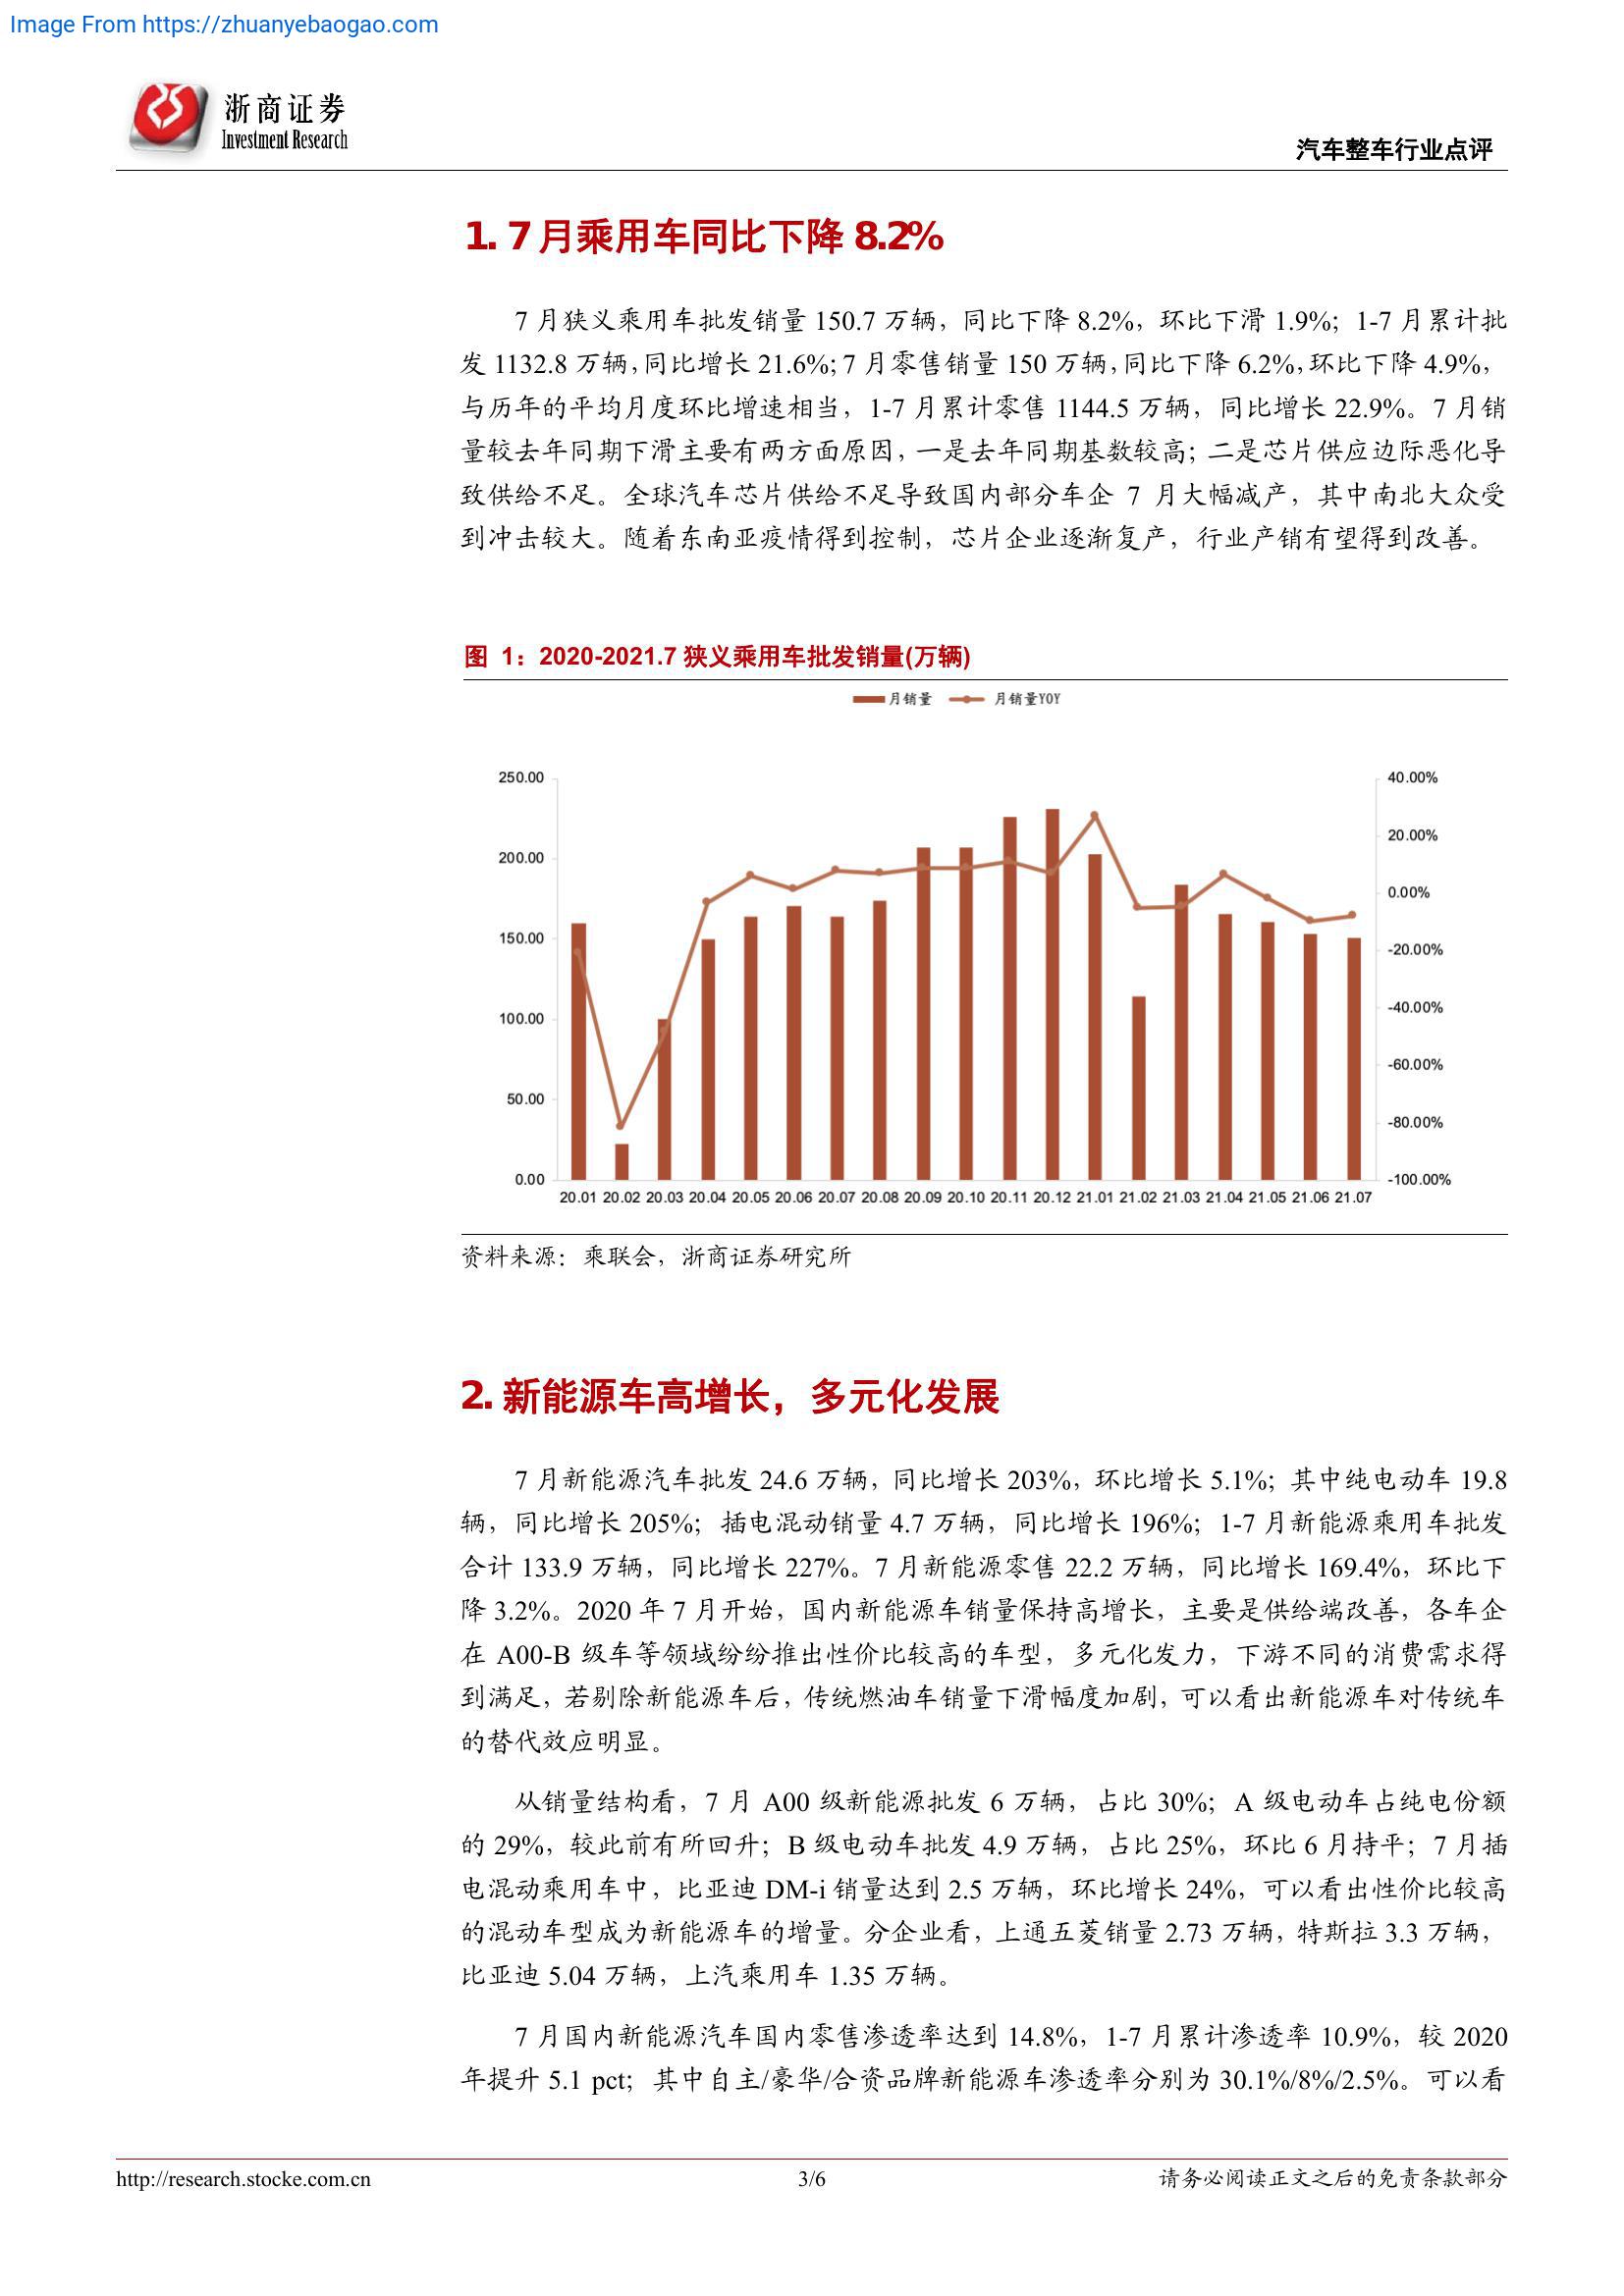 Image From https://zhuanyebaogao.com
浙商证券
Investment Research
汽车整车行业点评
1. 7月乘用车同比下降 8.2%
7 月狭义乘用车批发销量 150.7 万辆，同比下降 8.2%，环比下滑 1.9%；1-7 月累计批
发 1132.8 万辆，同比增长 21.6%；7 月零售销量 150 万辆，同比下降 6.2%，环比下降 4.9%，
与历年的平均月度环比增速相当，1-7 月累计零售 1144.5 万辆，同比增长 22.9%。7 月销
量较去年同期下滑主要有两方面原因，一是去年同期基数较高；二是芯片供应边际恶化导
致供给不足。全球汽车芯片供给不足导致国内部分车企 7 月大幅减产，其中南北大众受
到冲击较大。随着东南亚疫情得到控制，芯片企业逐渐复产，行业产销有望得到改善。
图 1：2020-2021.7 狭义乘用车批发销量(万辆)
月销量 月销量YOY
250.00 40.00%
20.00%
200.00
0.00%
150.00
-20.00%
100.00 -40.00%
-60.00%
50.00
-80.00%
0.00 -100.00%
20.01 20.02 20.03 20.04 20.05 20.06 20.07 20.08 20.09 20.10 20.11 20.12 21.01 21.02 21.03 21.04 21.05 21.06 21.07
资料来源：乘联会，浙商证券研究所
2. 新能源车高增长，多元化发展
7 月新能源汽车批发 24.6 万辆，同比增长 203%，环比增长 5.1%；其中纯电动车 19.8
辆，同比增长 205%；插电混动销量 4.7 万辆，同比增长 196%；1-7 月新能源乘用车批发
合计 133.9 万辆，同比增长 227%。7 月新能源零售 22.2 万辆，同比增长 169.4%，环比下
降 3.2%。2020 年 7 月开始，国内新能源车销量保持高增长，主要是供给端改善，各车企
在 A00-B 级车等领域纷纷推出性价比较高的车型，多元化发力，下游不同的消费需求得
到满足，若剔除新能源车后，传统燃油车销量下滑幅度加剧，可以看出新能源车对传统车
的替代效应明显。
从销量结构看，7 月 A00 级新能源批发 6 万辆，占比 30%；A 级电动车占纯电份额
的 29%，较此前有所回升；B 级电动车批发 4.9 万辆，占比 25%，环比 6 月持平；7 月插
电混动乘用车中，比亚迪 DM-i 销量达到 2.5 万辆，环比增长 24%，可以看出性价比较高
的混动车型成为新能源车的增量。分企业看，上通五菱销量 2.73 万辆，特斯拉 3.3 万辆，
比亚迪 5.04 万辆，上汽乘用车 1.35 万辆。
7 月国内新能源汽车国内零售渗透率达到 14.8%，1-7 月累计渗透率 10.9%，较 2020
年提升 5.1 pct；其中自主/豪华/合资品牌新能源车渗透率分别为 30.1%/8%/2.5%。可以看
http://research.stocke.com.cn 3/6 请务必阅读正文之后的免责条款部分